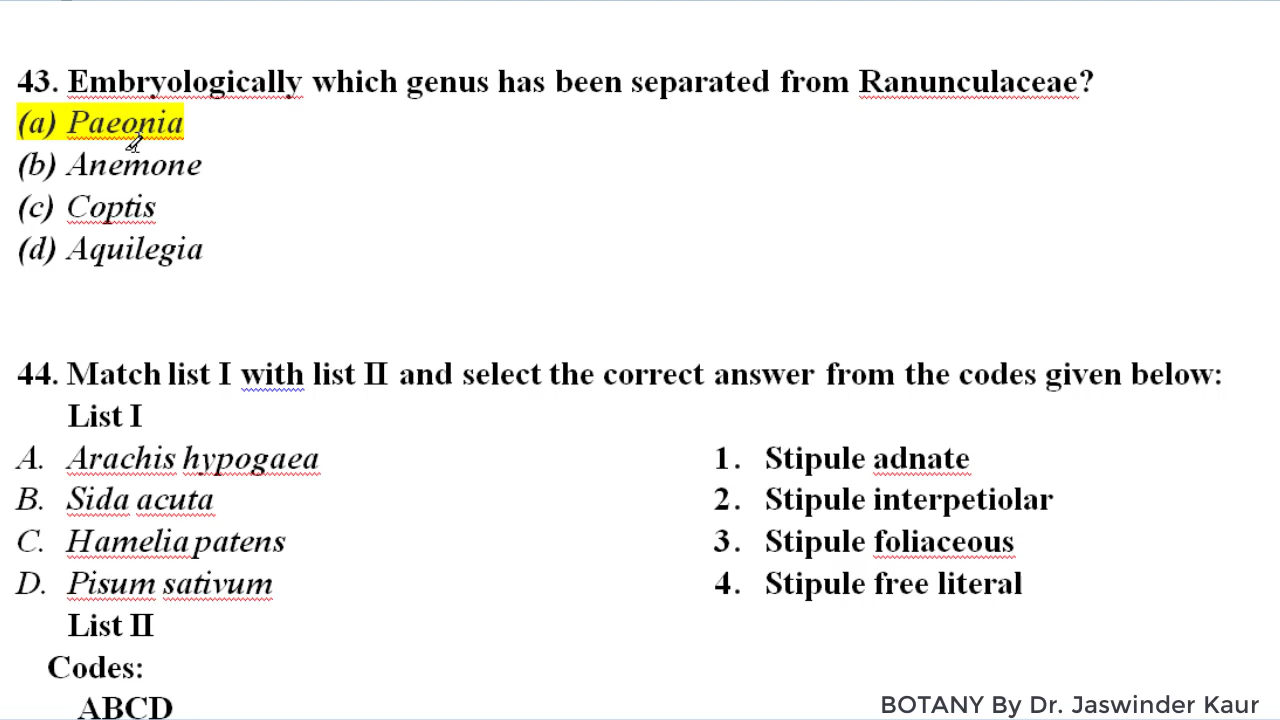 43. Embryologically which genus has been separated from Ranunculaceae?
(a) Paeonia
(b) Anemone
(c) Coptis
(d) Aquilegia
44. Match list I with list II and select the correct answer from the codes given below:
List I
A. Arachis hypogaea 1. Stipule adnate
B. Sida acuta 2. Stipule interpetiolar
C. Hamelia patens 3. Stipule foliaceous
D. Pisum sativum 4. Stipule free literal
List II
Codes:
ABCD
BOTANY By Dr. Jaswinder Kaur